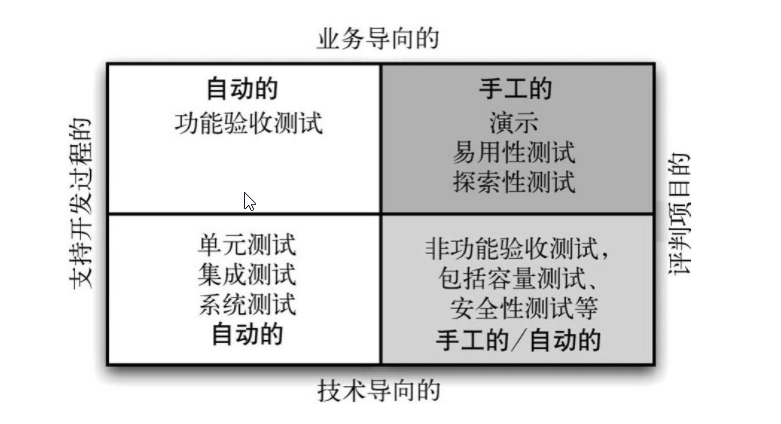 业务导向的
支持开发过程的
自动的
功能验收测试
手工的
演示
易用性测试
探索性测试
评判项目的
单元测试
集成测试
系统测试
自动的
非功能验收测试，
包括容量测试、
安全性测试等
手工的/自动的
技术导向的